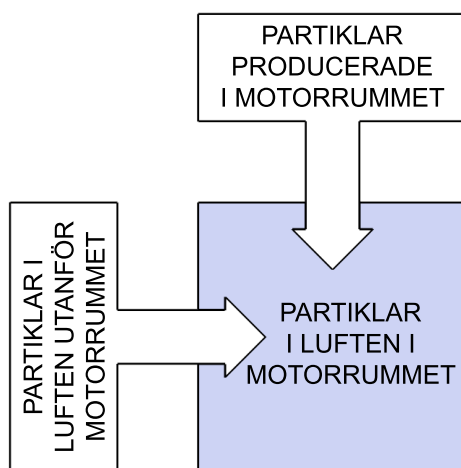 PARTIKLAR
PRODUCERADE
I MOTORRUMMET
PARTIKLAR I
LUFTEN UTANFÖR
MOTORRUMMET
PARTIKLAR
I LUFTEN I
MOTORRUMMET